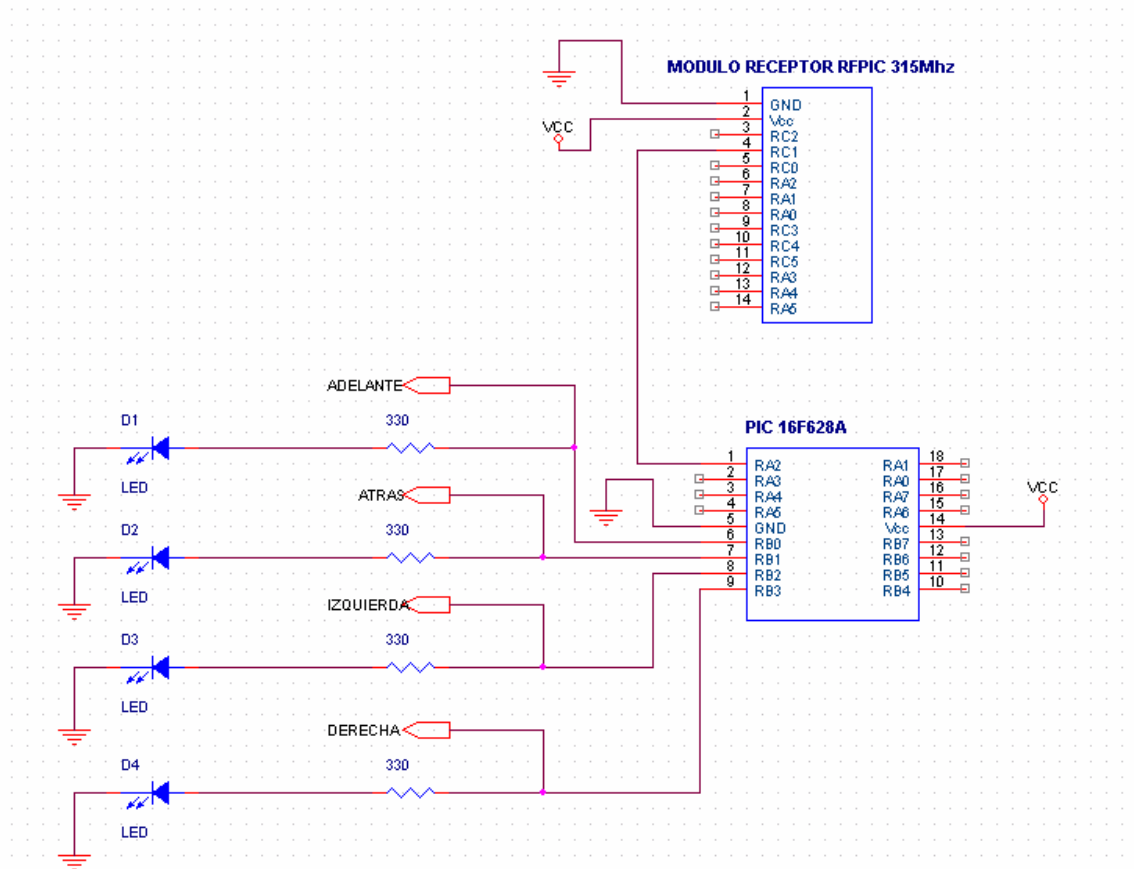 MODULO RECEPTOR RFPIC 315Mhz
VCC
1 GND
2 Vcc
3 RC2
4 RC1
5 RC0
6 RA2
7 RA1
8 RA0
9 RC3
10 RC4
11 RC5
12 RA3
13 RA4
14 RA5
ADELANTE
D1
330
LED
ATRAS
D2
330
LED
IZQUIERDA
D3
330
LED
DERECHA
D4
330
LED
PIC 16F628A
1 RA2 RA1 18
2 RA3 RA0 17
3 RA4 RA7 16
4 RA5 RA6 15
5 GND Vcc 14
6 RB0 RB7 13
7 RB1 RB6 12
8 RB2 RB5 11
9 RB3 RB4 10
VCC